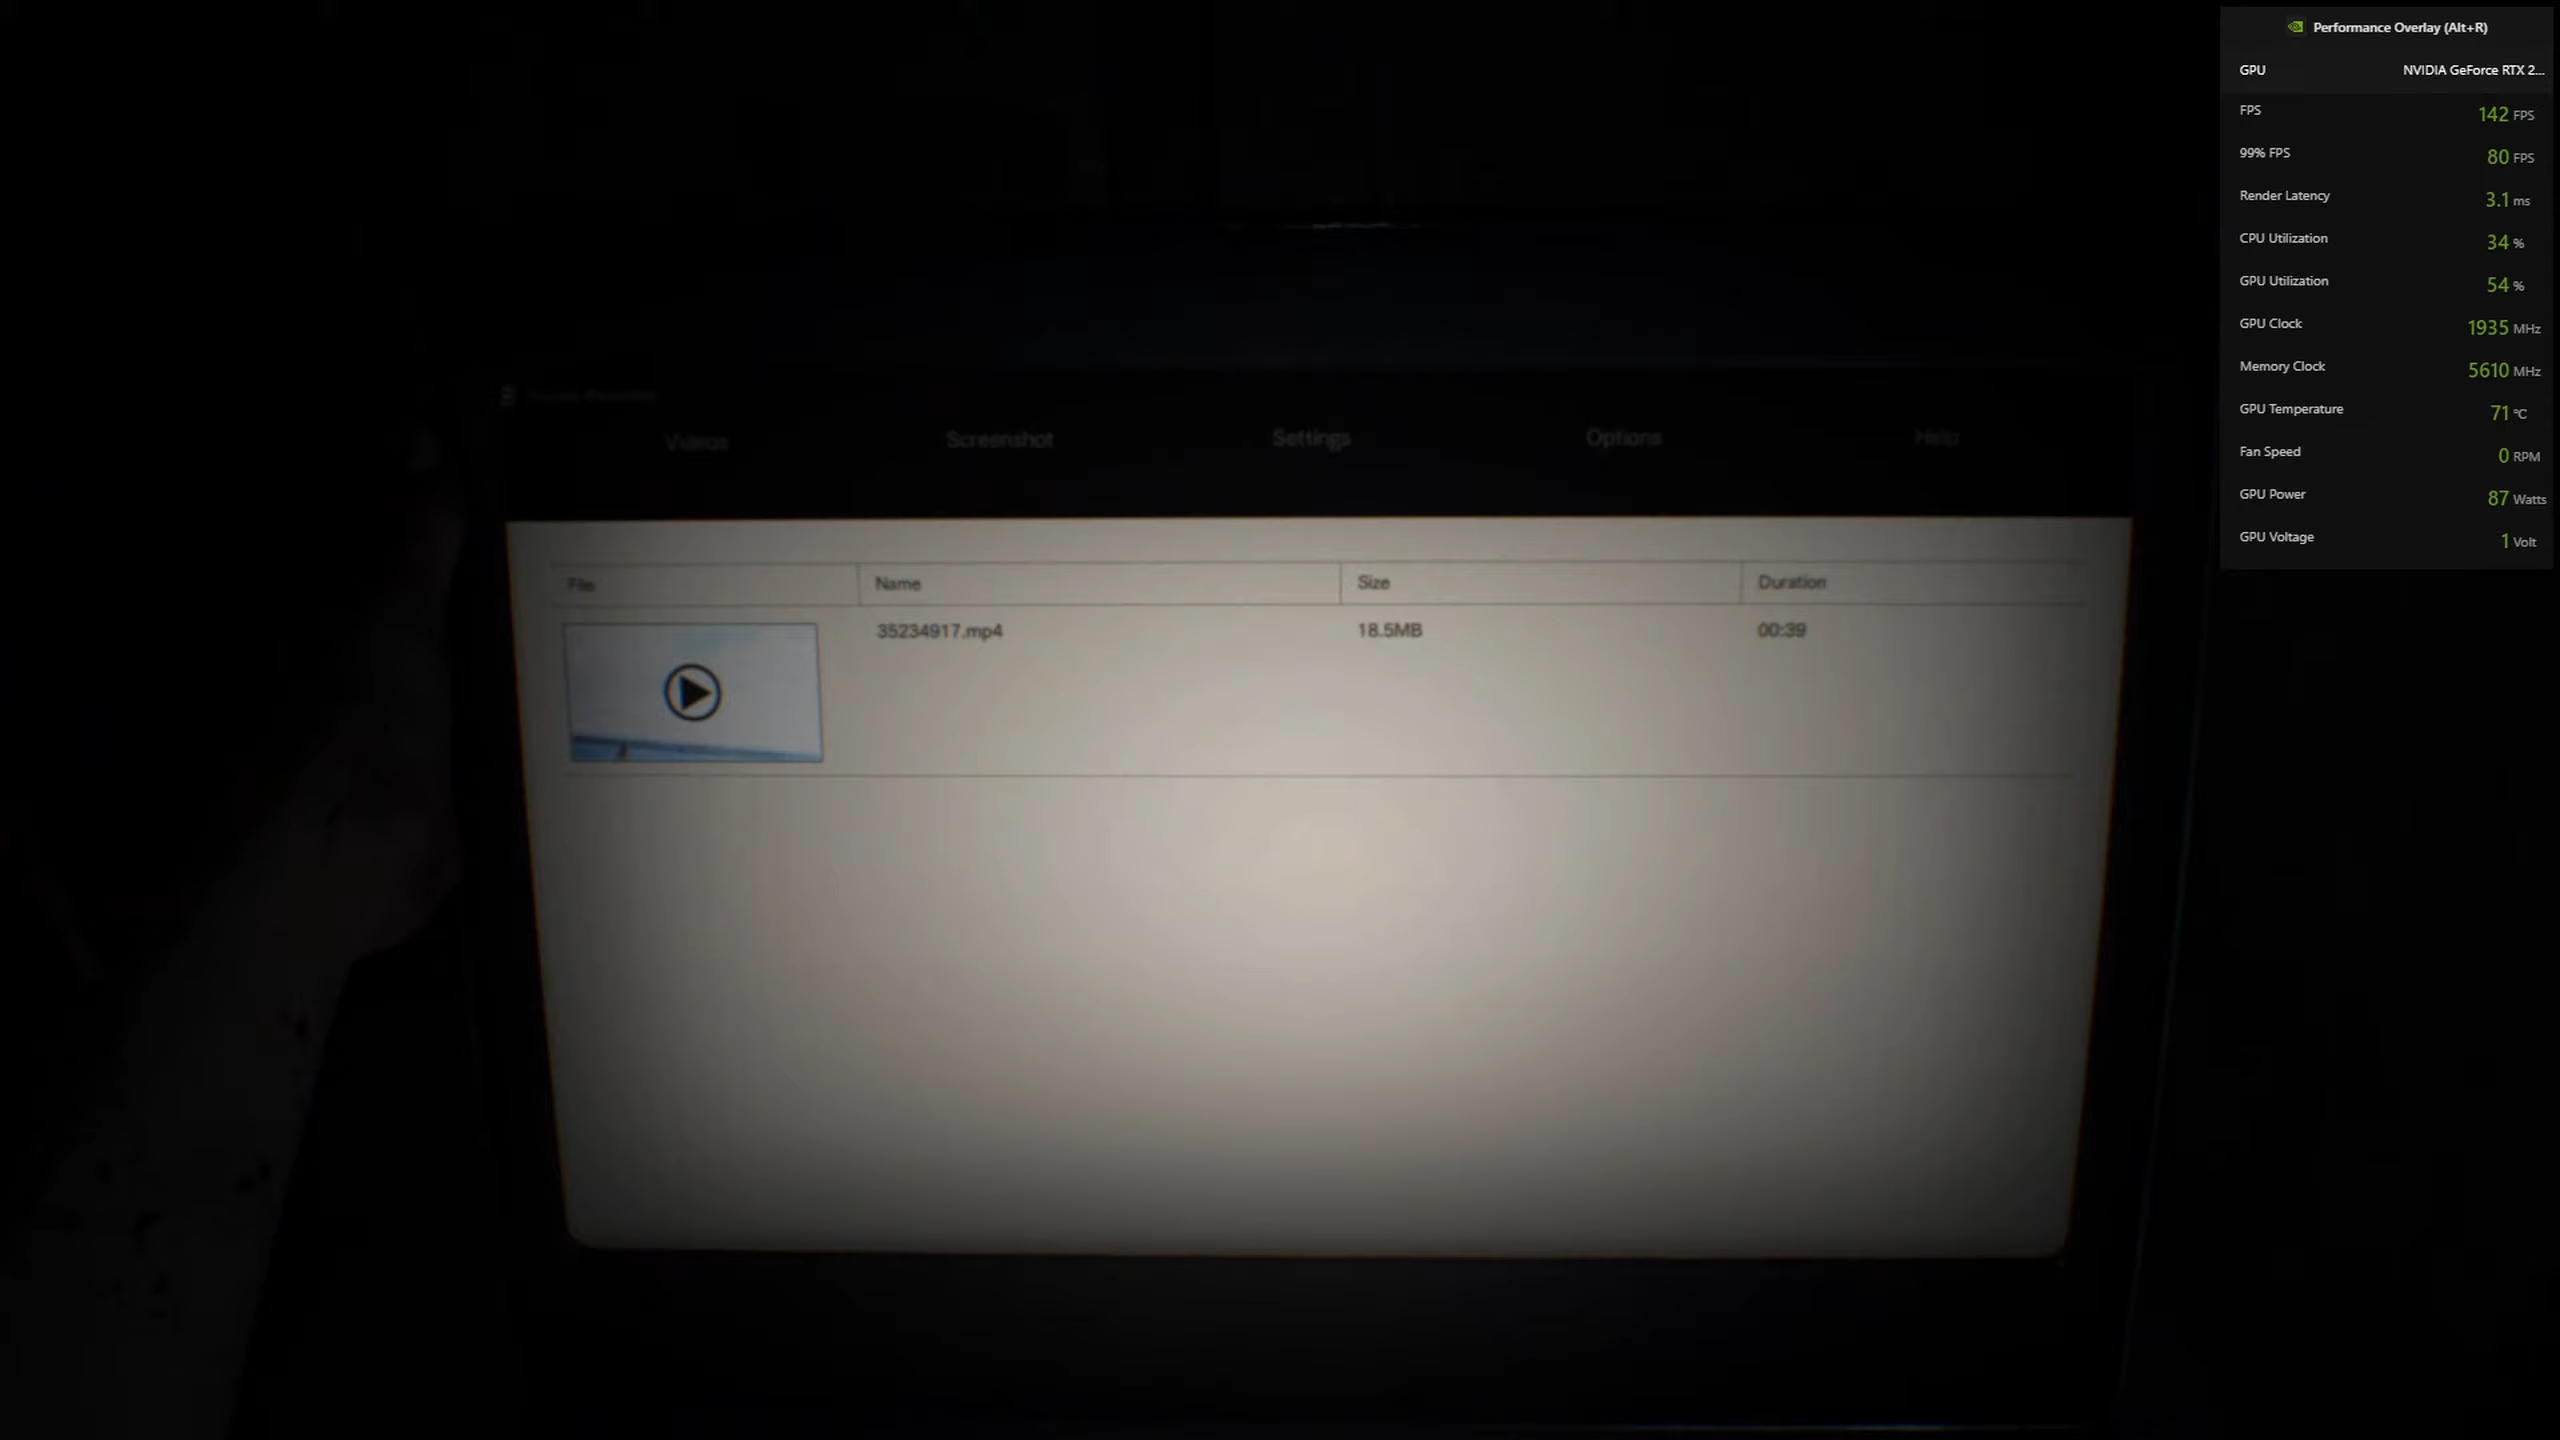 Performance Overlay (Alt+R)
GPU NVIDIA GeForce RTX 2...
FPS 142 FPS
99% FPS 80 FPS
Render Latency 3.1 ms
CPU Utilization 34 %
GPU Utilization 54 %
GPU Clock 1935 MHz
Memory Clock 5610 MHz
GPU Temperature 71 °C
Fan Speed 0 RPM
GPU Power 87 Watts
GPU Voltage 1 Volt
Videos Screenshot Settings Options Help
File Name Size Duration
35234917.mp4 18.5MB 00:39